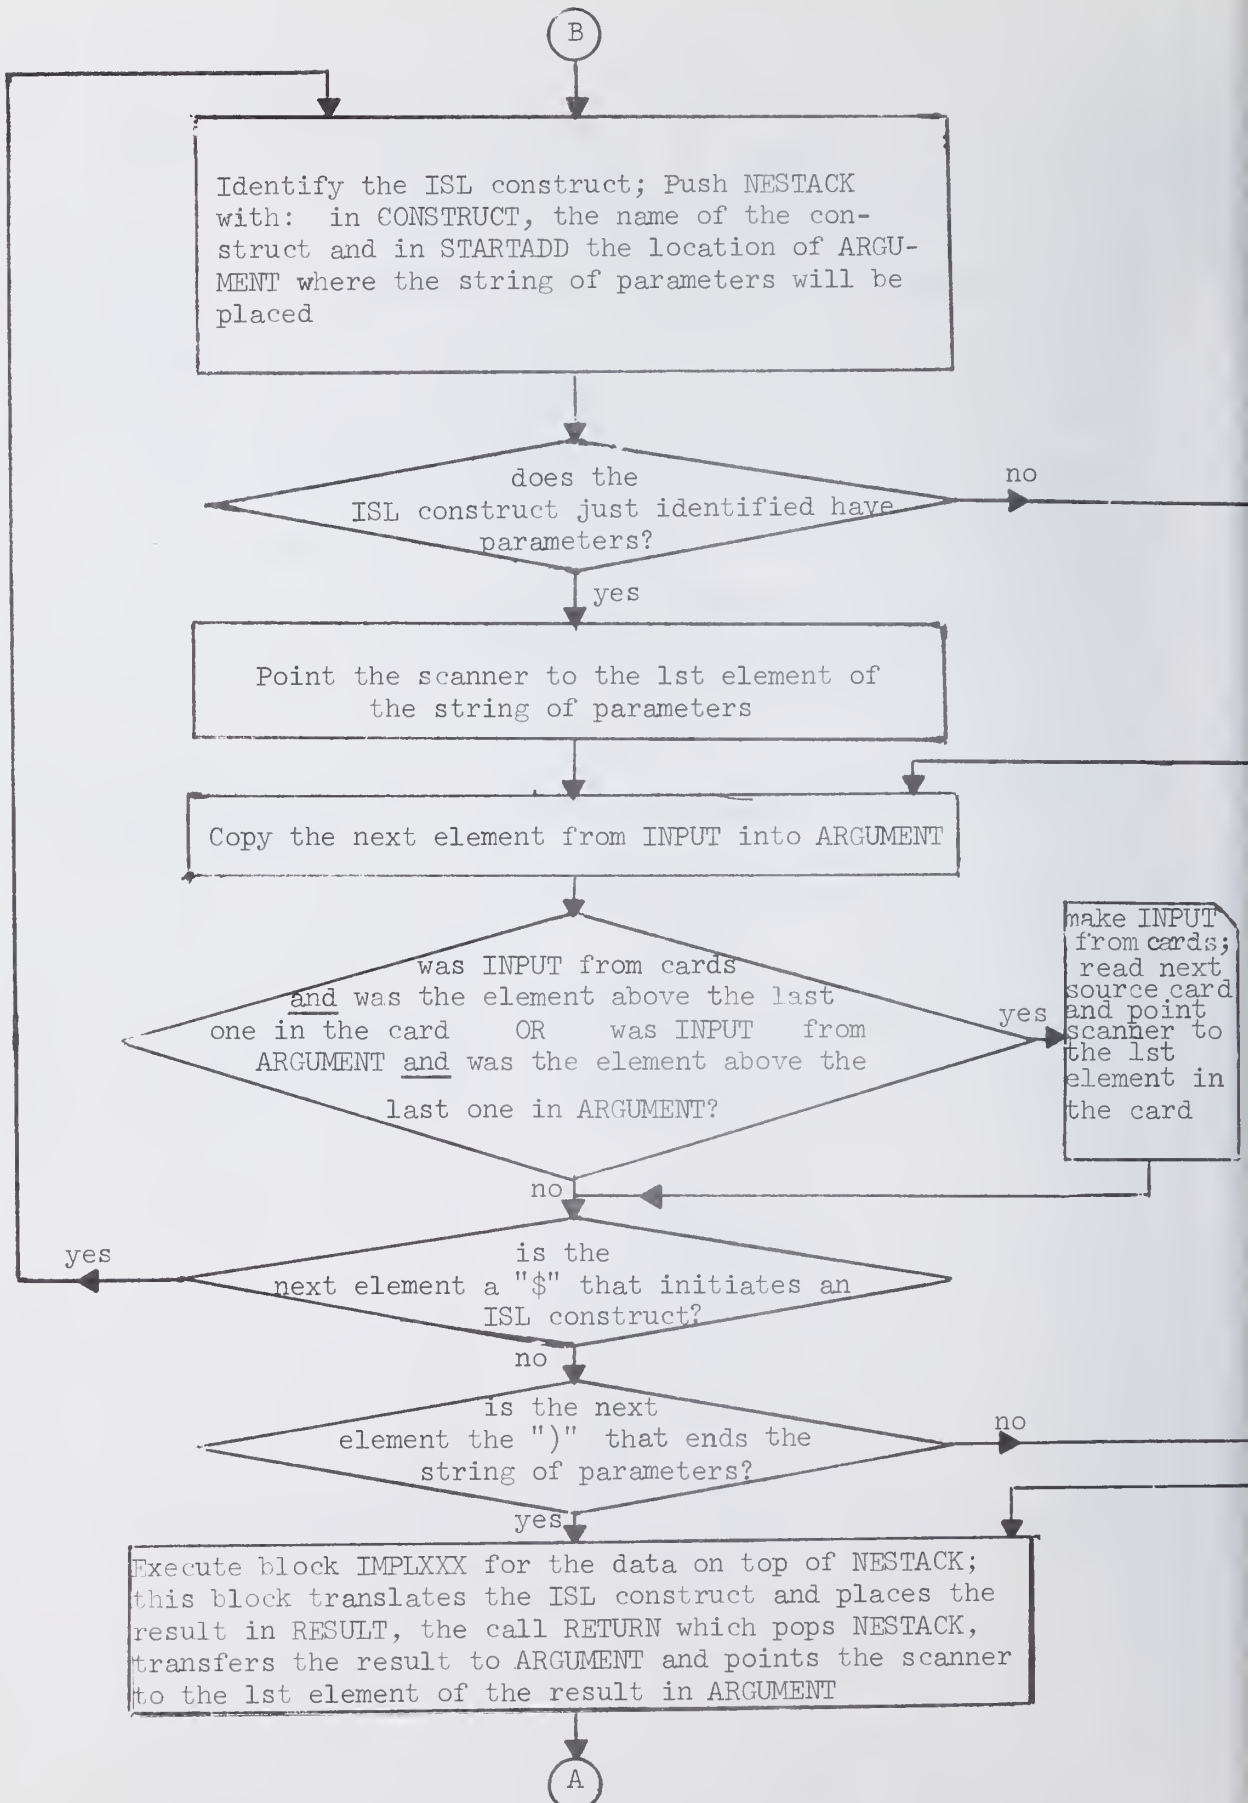 B
Identify the ISL construct; Push NESTACK
with: in CONSTRUCT, the name of the con-
struct and in STARTADD the location of ARGU-
MENT where the string of parameters will be
placed
does the
ISL construct just identified have
parameters?
no
yes
Point the scanner to the 1st element of
the string of parameters
Copy the next element from INPUT into ARGUMENT
was INPUT from cards
and was the element above the last
one in the card OR was INPUT from
ARGUMENT and was the element above the
last one in ARGUMENT?
yes
make INPUT
from cards;
read next
source card
and point
scanner to
the 1st
element in
the card
no
is the
next element a "$" that initiates an
ISL construct?
yes
no
is the next
element the ")" that ends the
string of parameters?
no
yes
Execute block IMPLXXX for the data on top of NESTACK;
this block translates the ISL construct and places the
result in RESULT, the call RETURN which pops NESTACK,
transfers the result to ARGUMENT and points the scanner
to the 1st element of the result in ARGUMENT
A